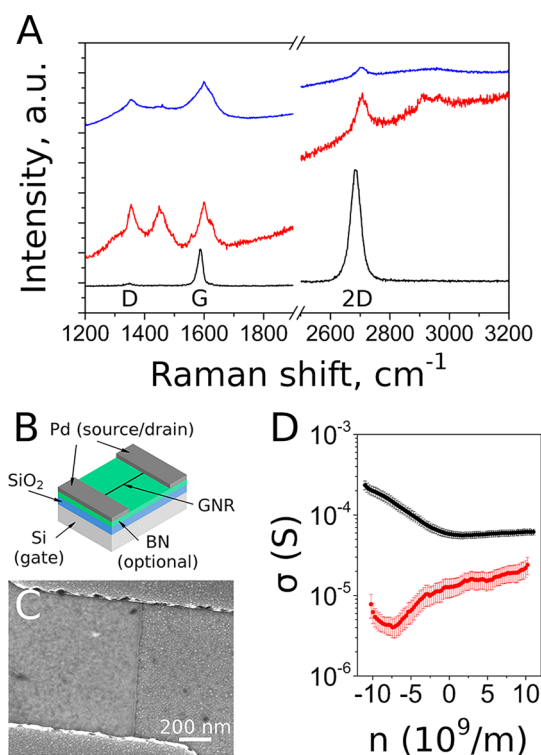 A
Intensity, a.u.
D
G
2D
1200 1400 1600 1800 2600 2800 3000 3200
Raman shift, cm-1
B
Pd (source/drain)
SiO2
GNR
Si
(gate)
BN
(optional)
C
200 nm
D
10-3
10-4
10-5
10-6
σ (S)
-10 -5 0 5 10
n (10^9/m)